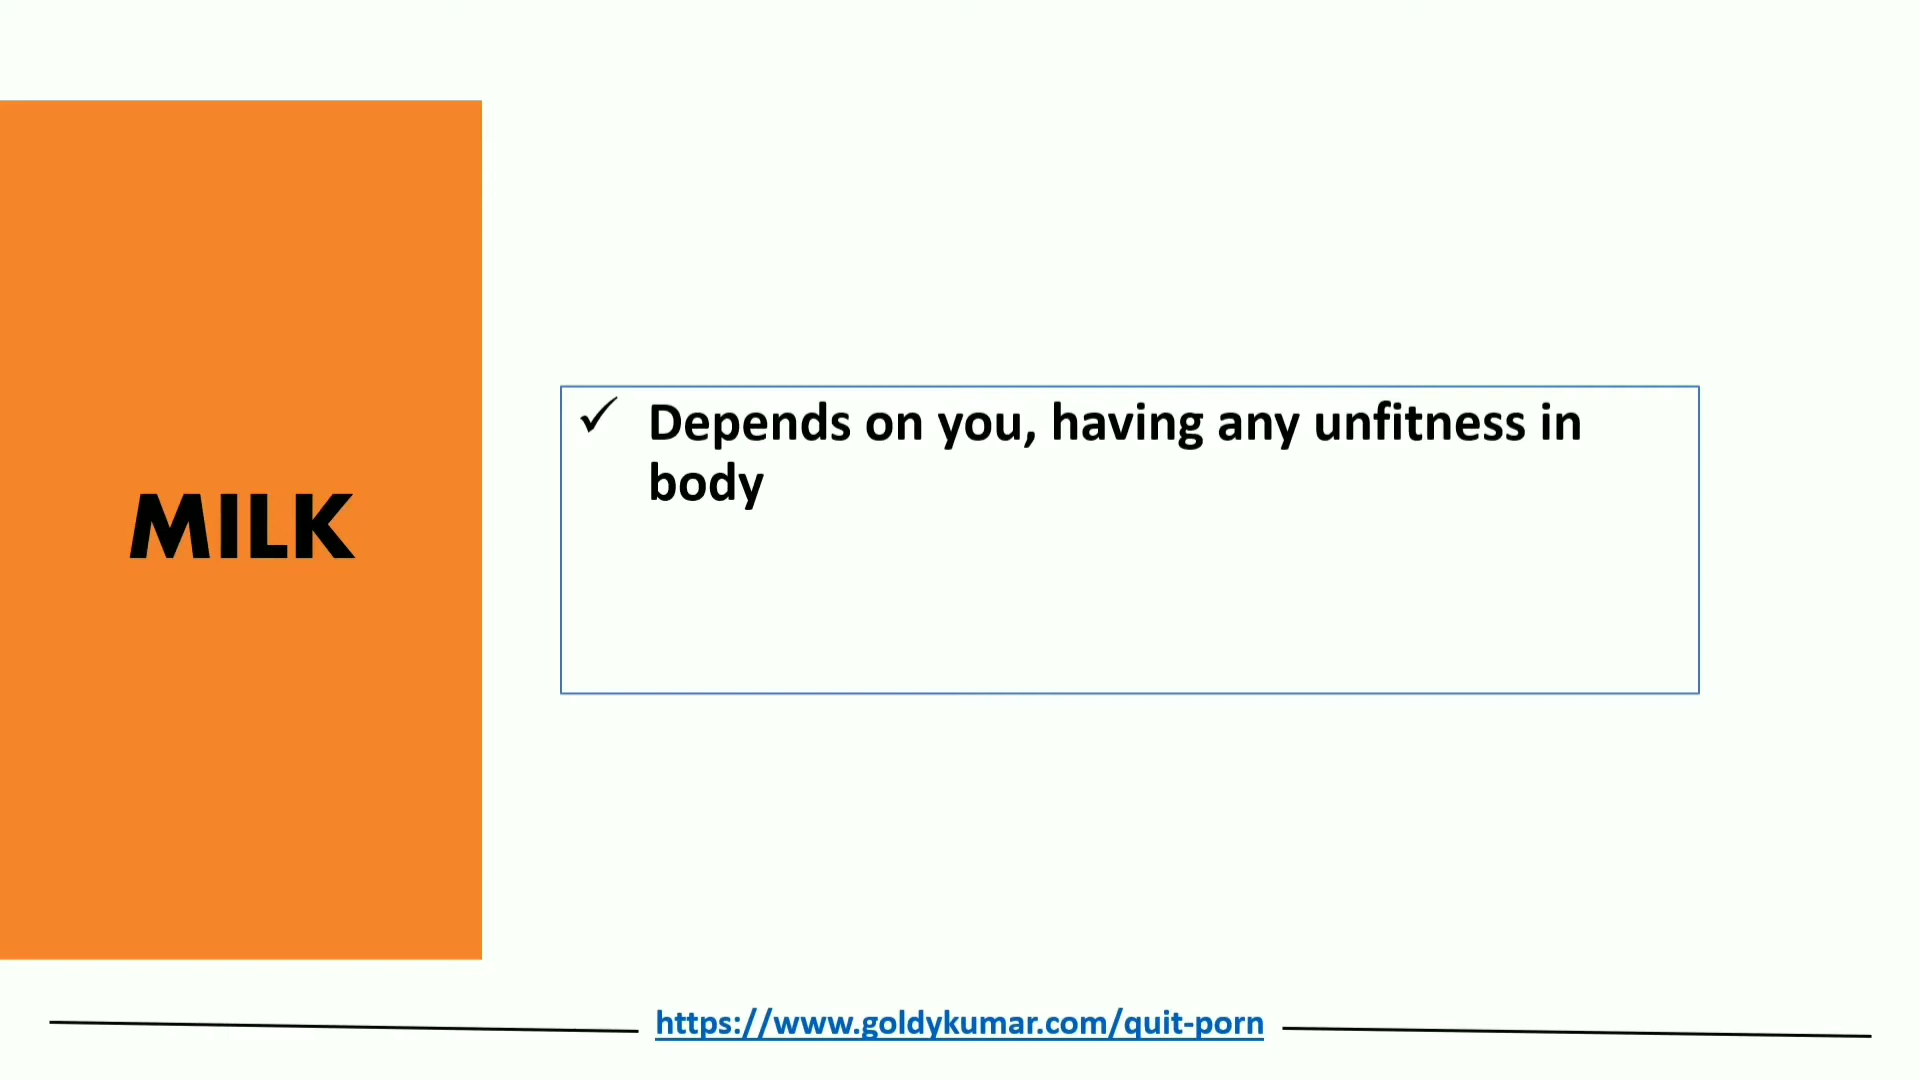 MILK
✓ Depends on you, having any unfitness in
body
https://www.goldykumar.com/quit-porn